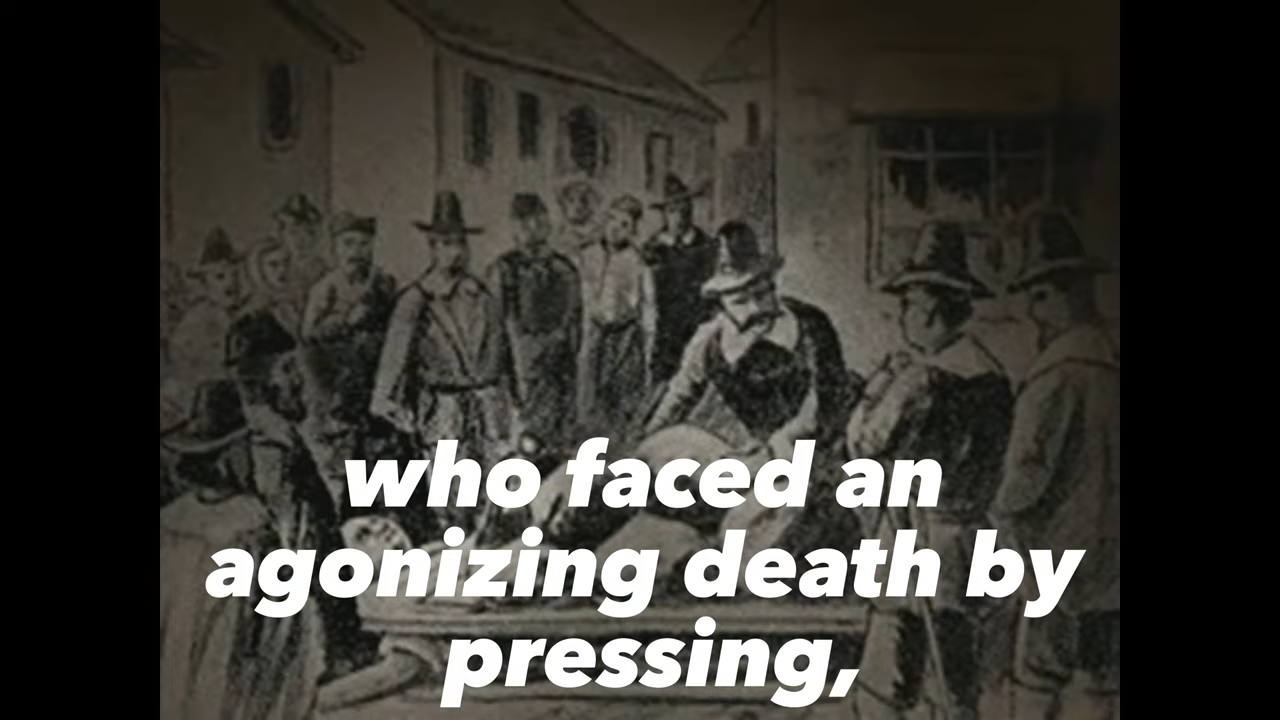 who faced an
agonizing death by
pressing,